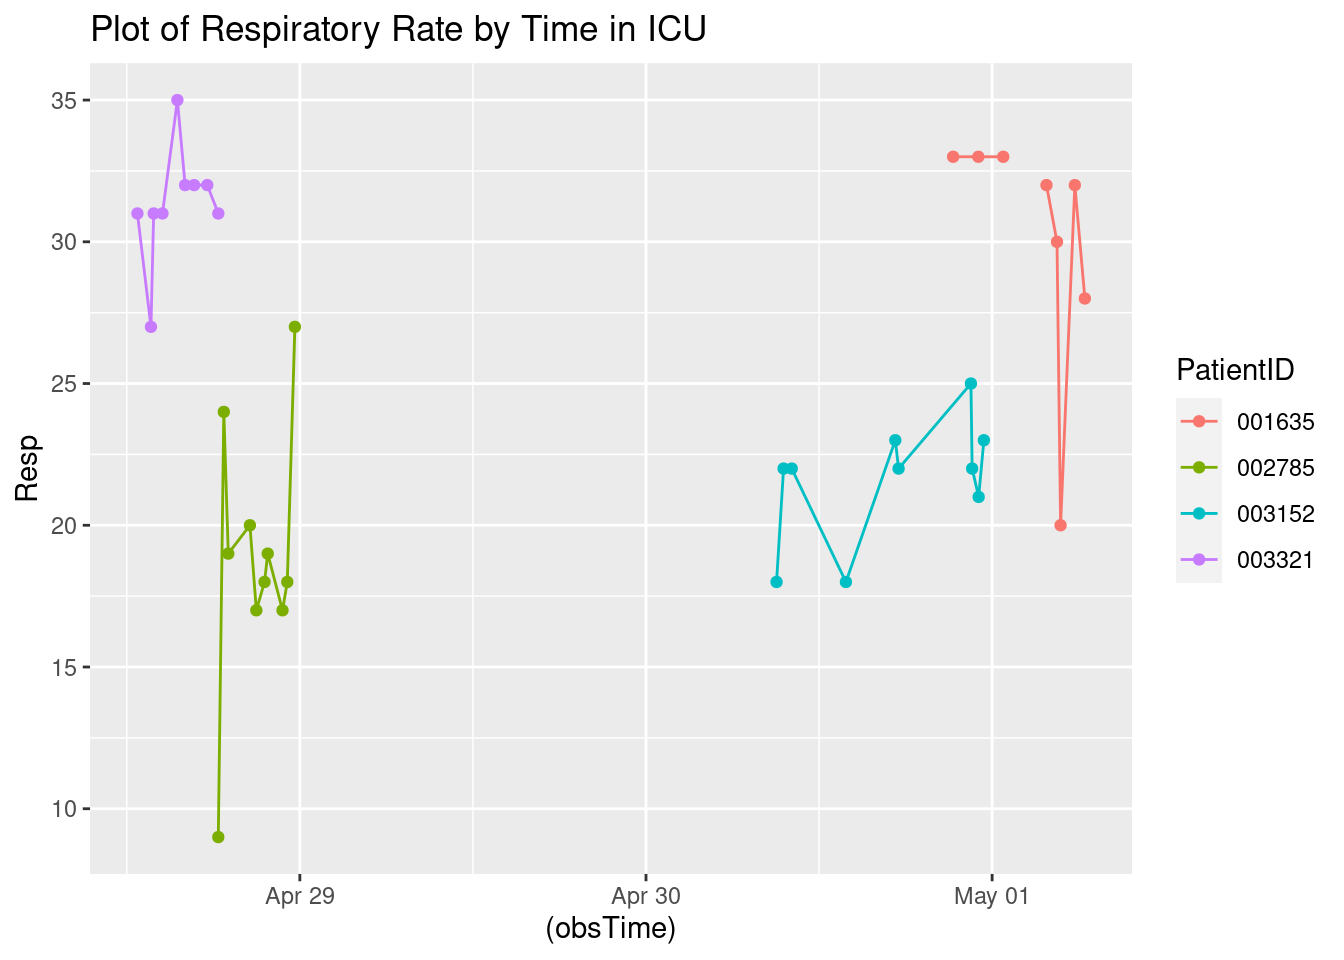 Plot of Respiratory Rate by Time in ICU
35
30
25
20
15
10
Resp
Apr 29
Apr 30
May 01
(obsTime)
PatientID
001635
002785
003152
003321